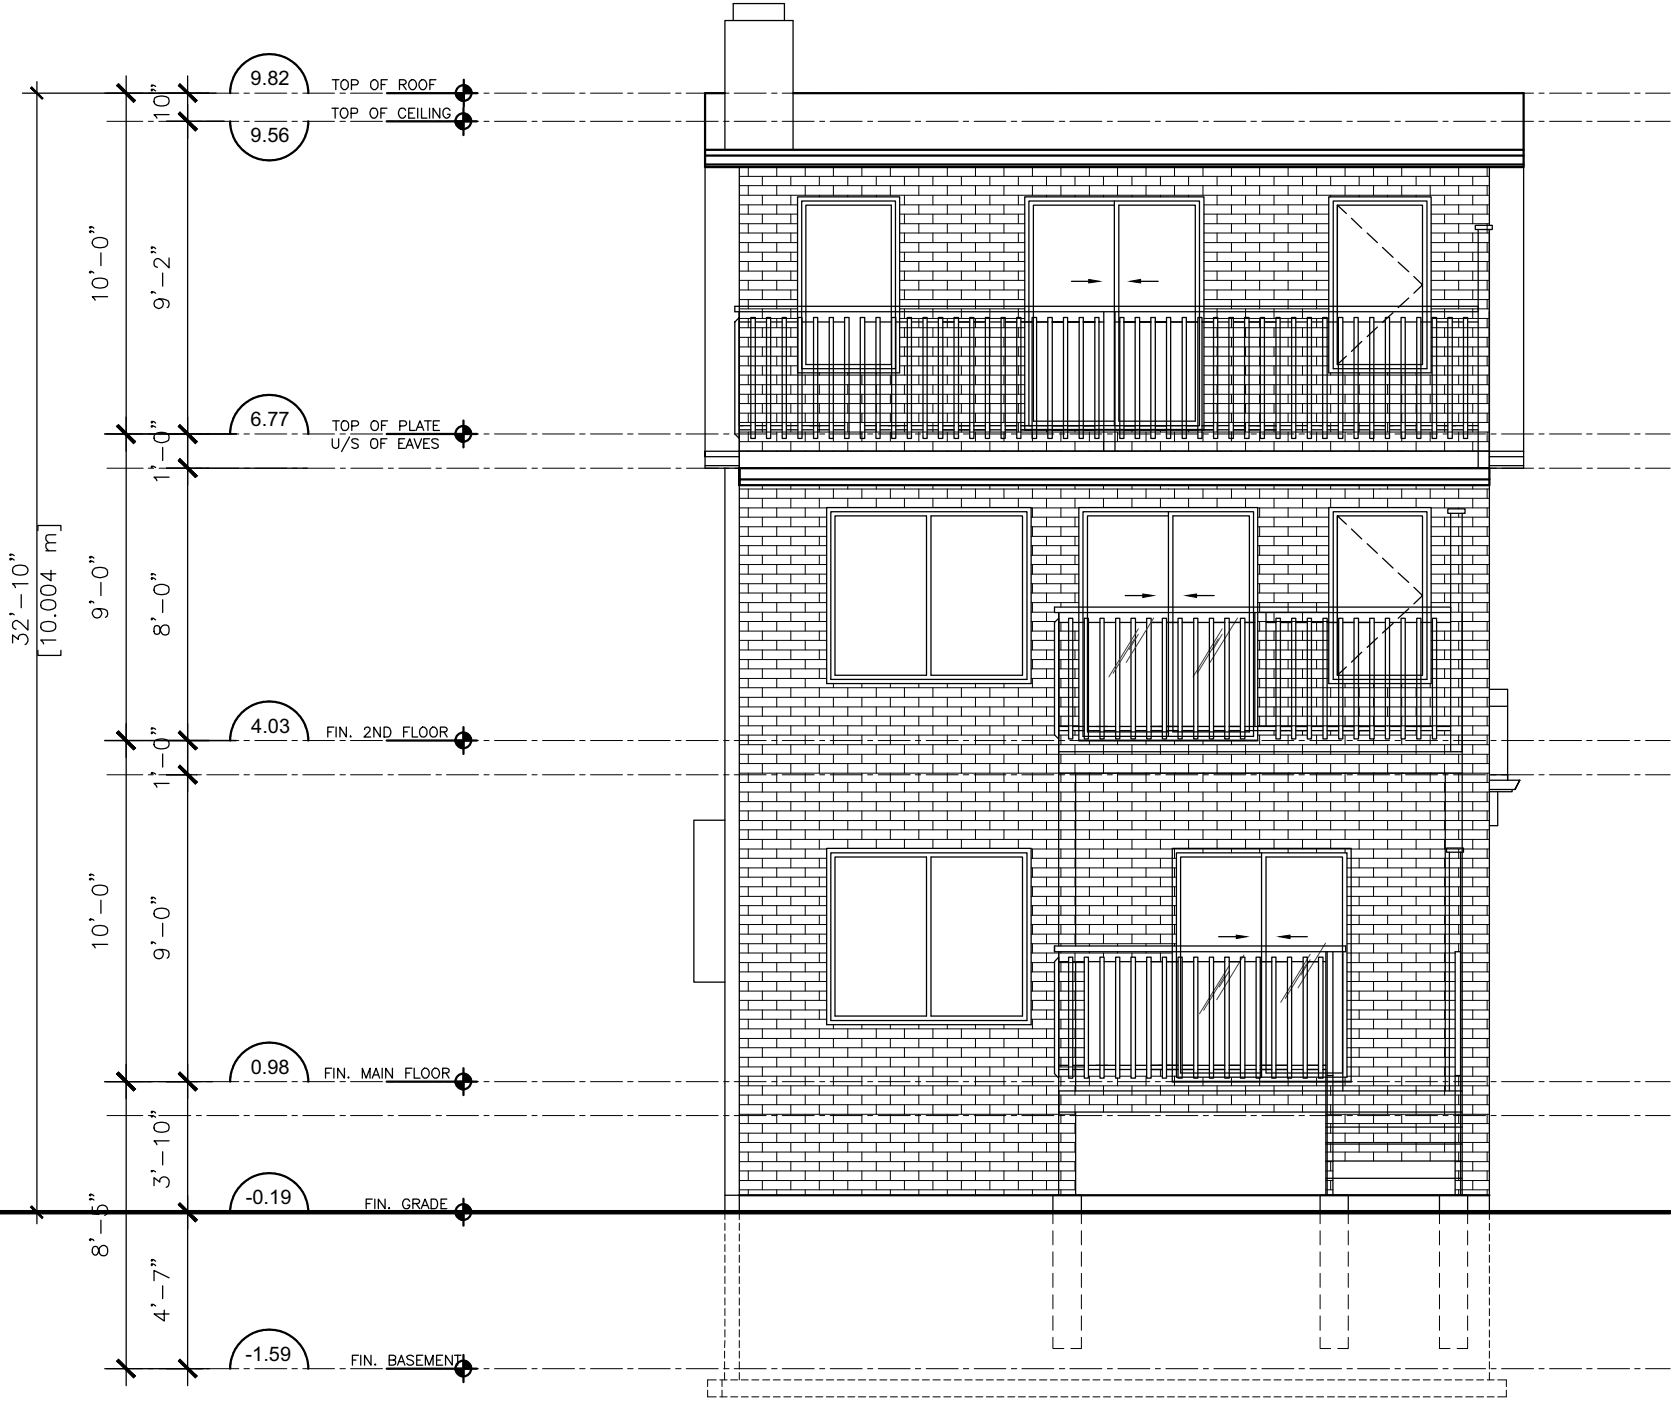 9.82 TOP OF ROOF
10"
TOP OF CEILING
9.56
10'-0"
9'-2"
6.77 TOP OF PLATE
U/S OF EAVES
1'-0"
32'-10"
[10.004 m]
9'-0"
8'-0"
4.03 FIN. 2ND FLOOR
1'-0"
10'-0"
9'-0"
0.98 FIN. MAIN FLOOR
3'-10"
-0.19 FIN. GRADE
8'-5"
4'-7"
-1.59 FIN. BASEMENT